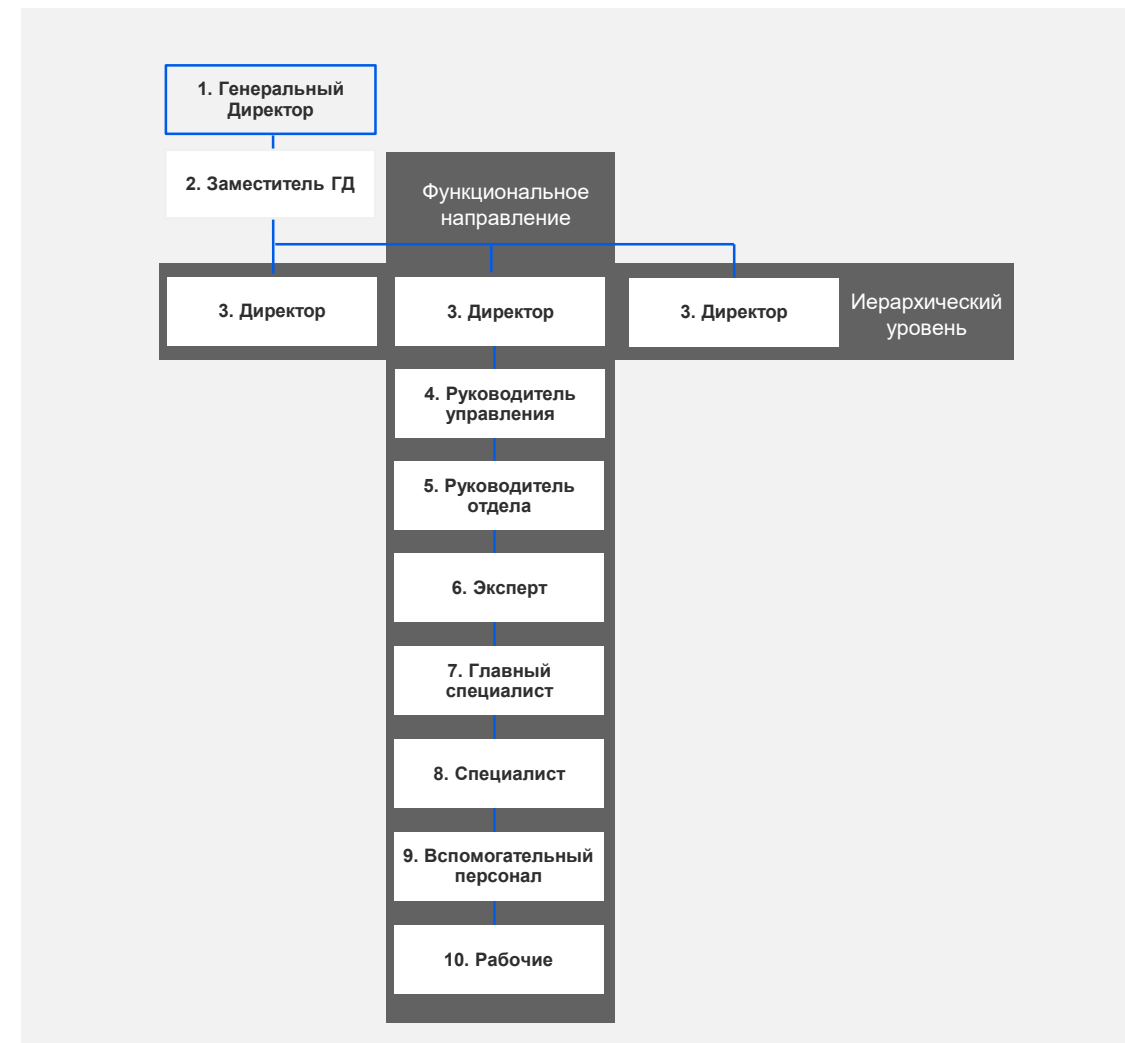 1. Генеральный
Директор
2. Заместитель ГД
Функциональное
направление
3. Директор
3. Директор
3. Директор
Иерархический
уровень
4. Руководитель
управления
5. Руководитель
отдела
6. Эксперт
7. Главный
специалист
8. Специалист
9. Вспомогательный
персонал
10. Рабочие